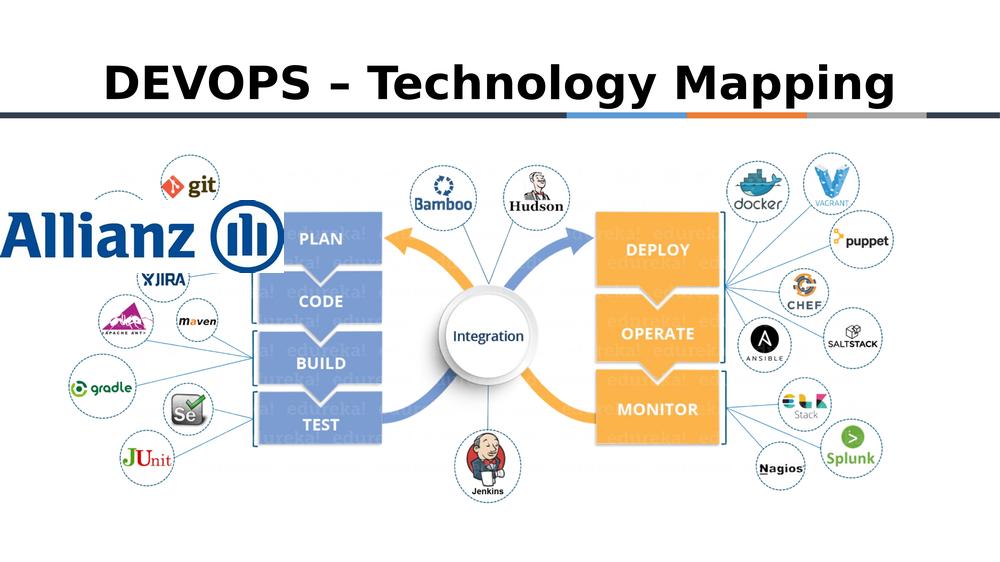 DEVOPS – Technology Mapping
git
Allianz
JIRA
APACHE ANT
maven
gradle
Se
JUnit
PLAN
CODE
BUILD
TEST
Bamboo
Hudson
Integration
Jenkins
DEPLOY
OPERATE
MONITOR
docker
VAGRANT
puppet
CHEF
ANSIBLE
SALTSTACK
Stack
Splunk
Nagios
edureka!